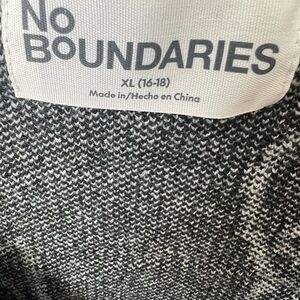 No
BOUNDARIES
XL (16-18)
Made in/Hecho en China